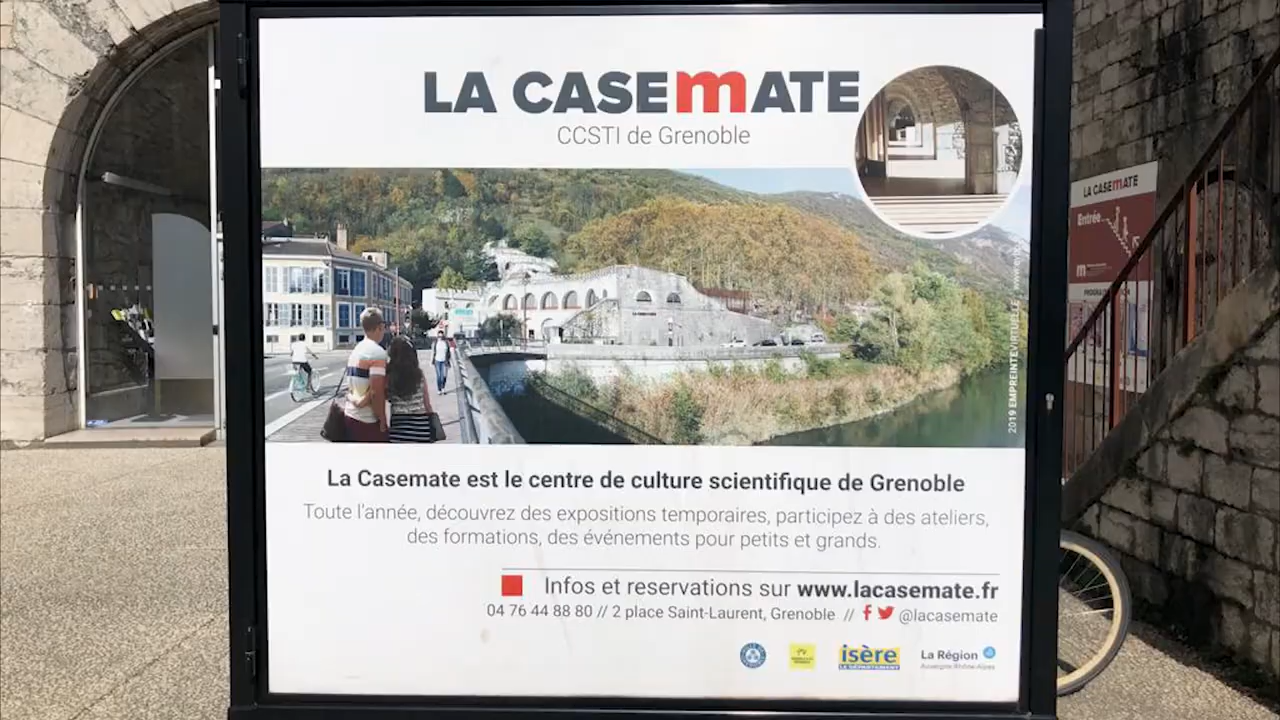 LA CASEMATE
CCSTI de Grenoble
LA CASEMATE
Entrée
2019 EMPREINTEVIRTUELLE
La Casemate est le centre de culture scientifique de Grenoble
Toute l'année, découvrez des expositions temporaires, participez à des ateliers,
des formations, des événements pour petits et grands.
Infos et reservations sur www.lacasemate.fr
04 76 44 88 80 // 2 place Saint-Laurent, Grenoble // @lacasemate
isère
LE DÉPARTEMENT
La Région
Auvergne-Rhône-Alpes